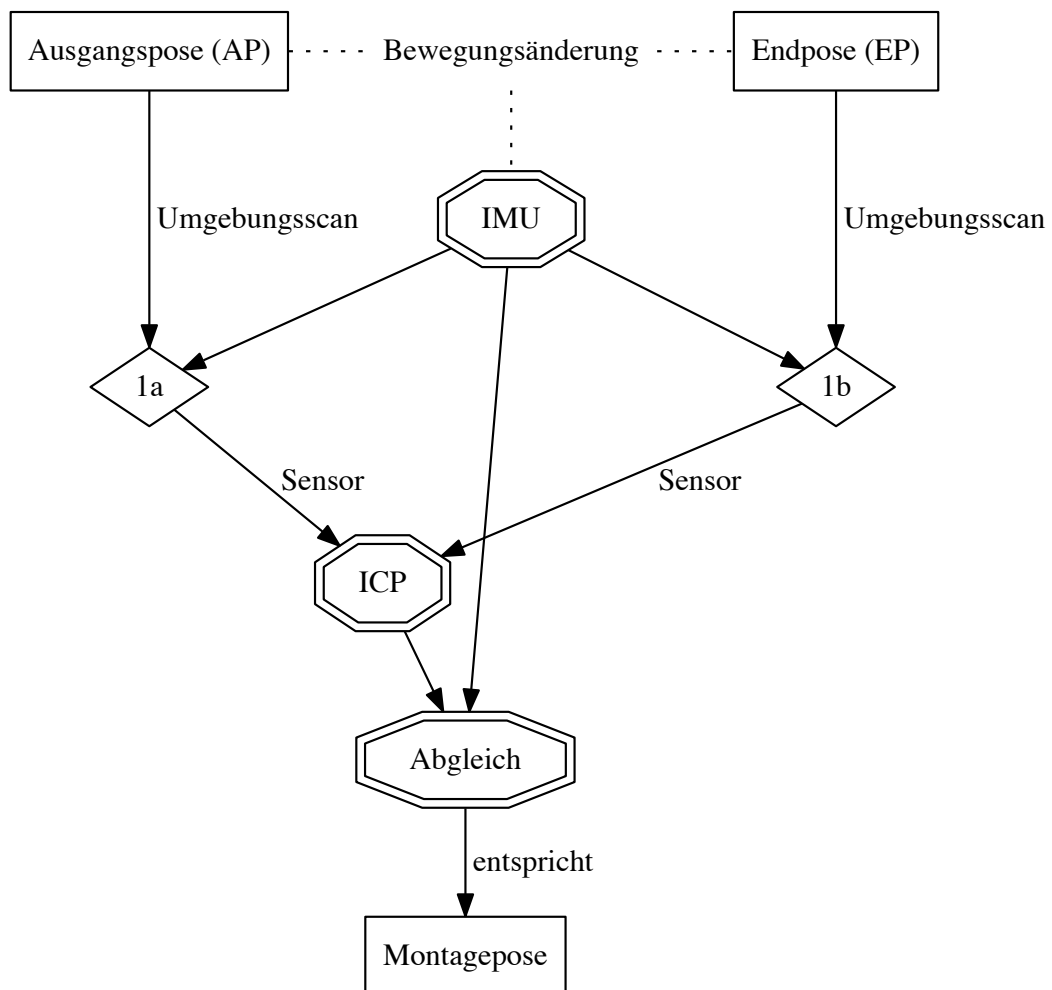 Ausgangspose (AP)
Bewegungsänderung
Endpose (EP)
Umgebungsscan
IMU
Umgebungsscan
1a
1b
Sensor
Sensor
ICP
Abgleich
entspricht
Montagepose